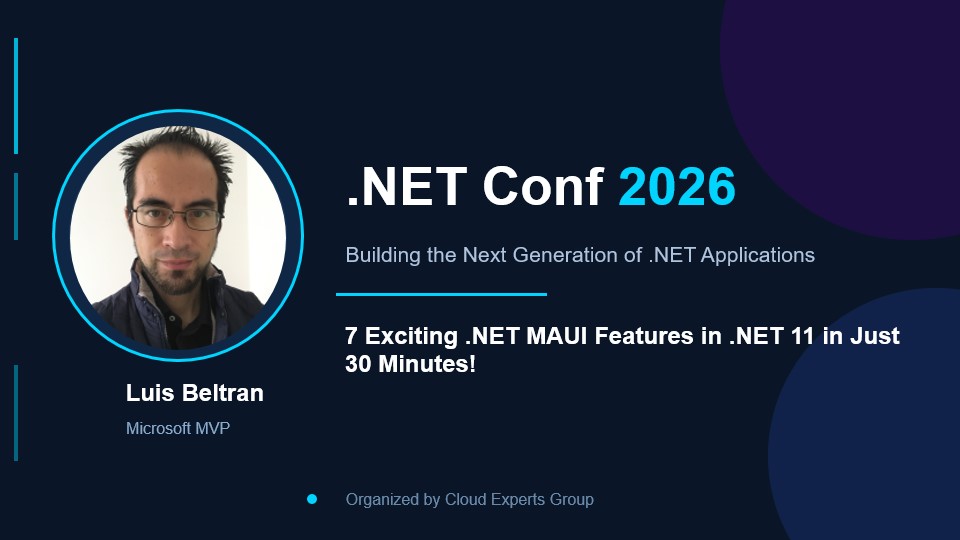 .NET Conf 2026
Building the Next Generation of .NET Applications
7 Exciting .NET MAUI Features in .NET 11 in Just
30 Minutes!
Luis Beltran
Microsoft MVP
Organized by Cloud Experts Group